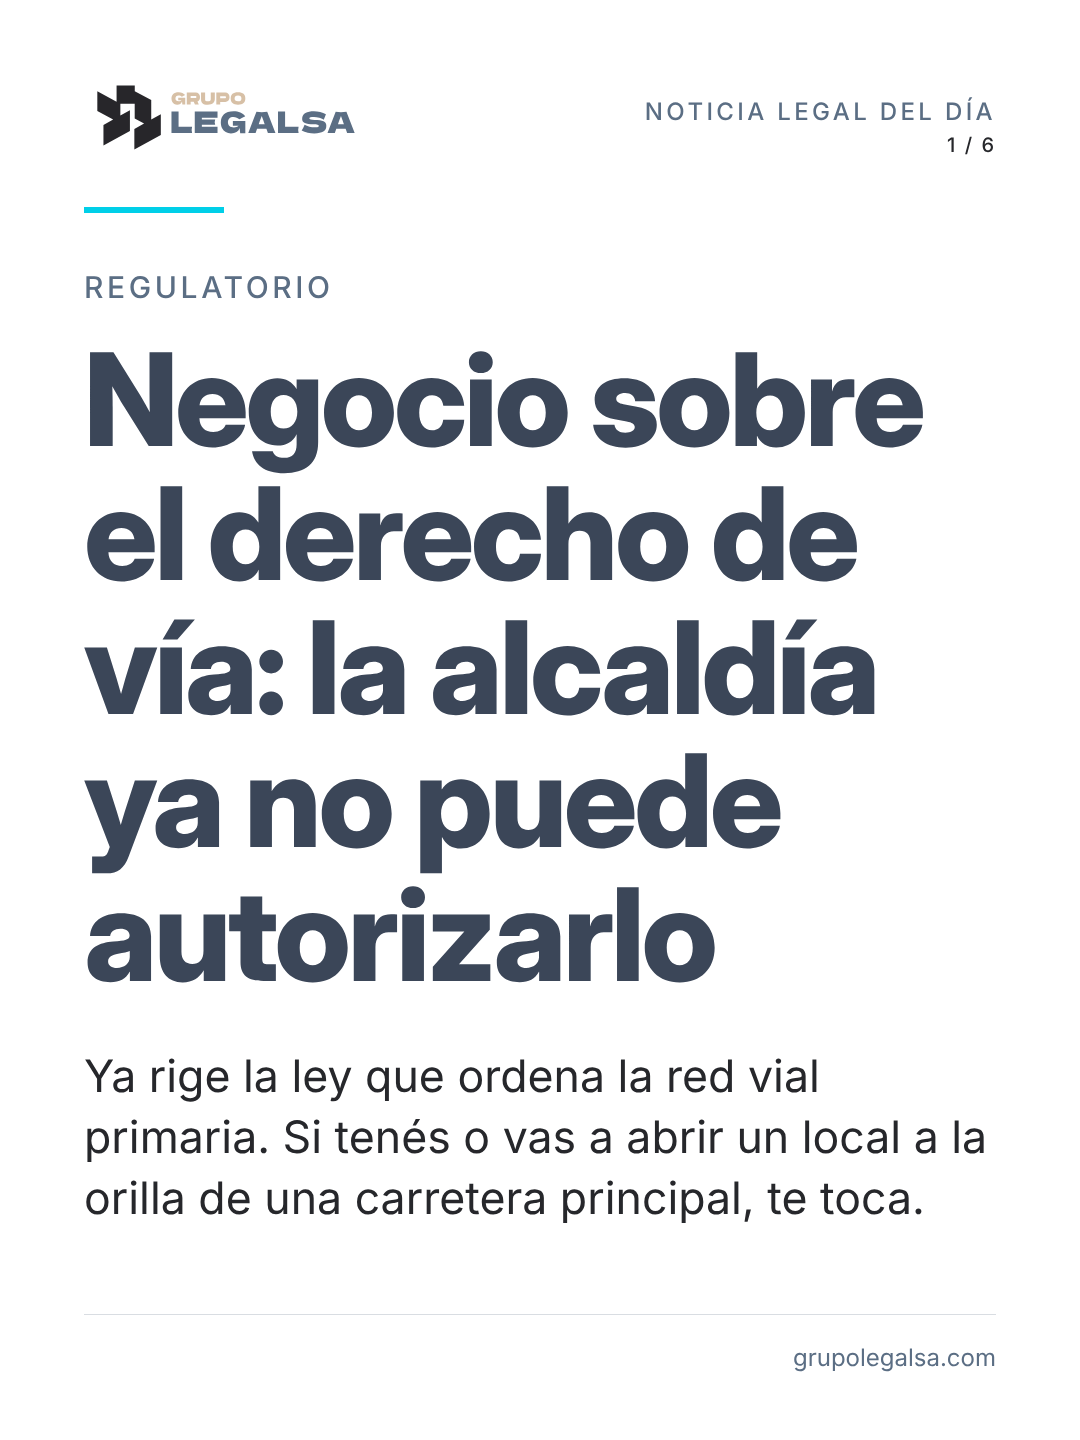 GRUPO
LEGALSA
NOTICIA LEGAL DEL DÍA
1 / 6
REGULATORIO
Negocio sobre
el derecho de
vía: la alcaldía
ya no puede
autorizarlo
Ya rige la ley que ordena la red vial
primaria. Si tenés o vas a abrir un local a la
orilla de una carretera principal, te toca.
grupolegalsa.com